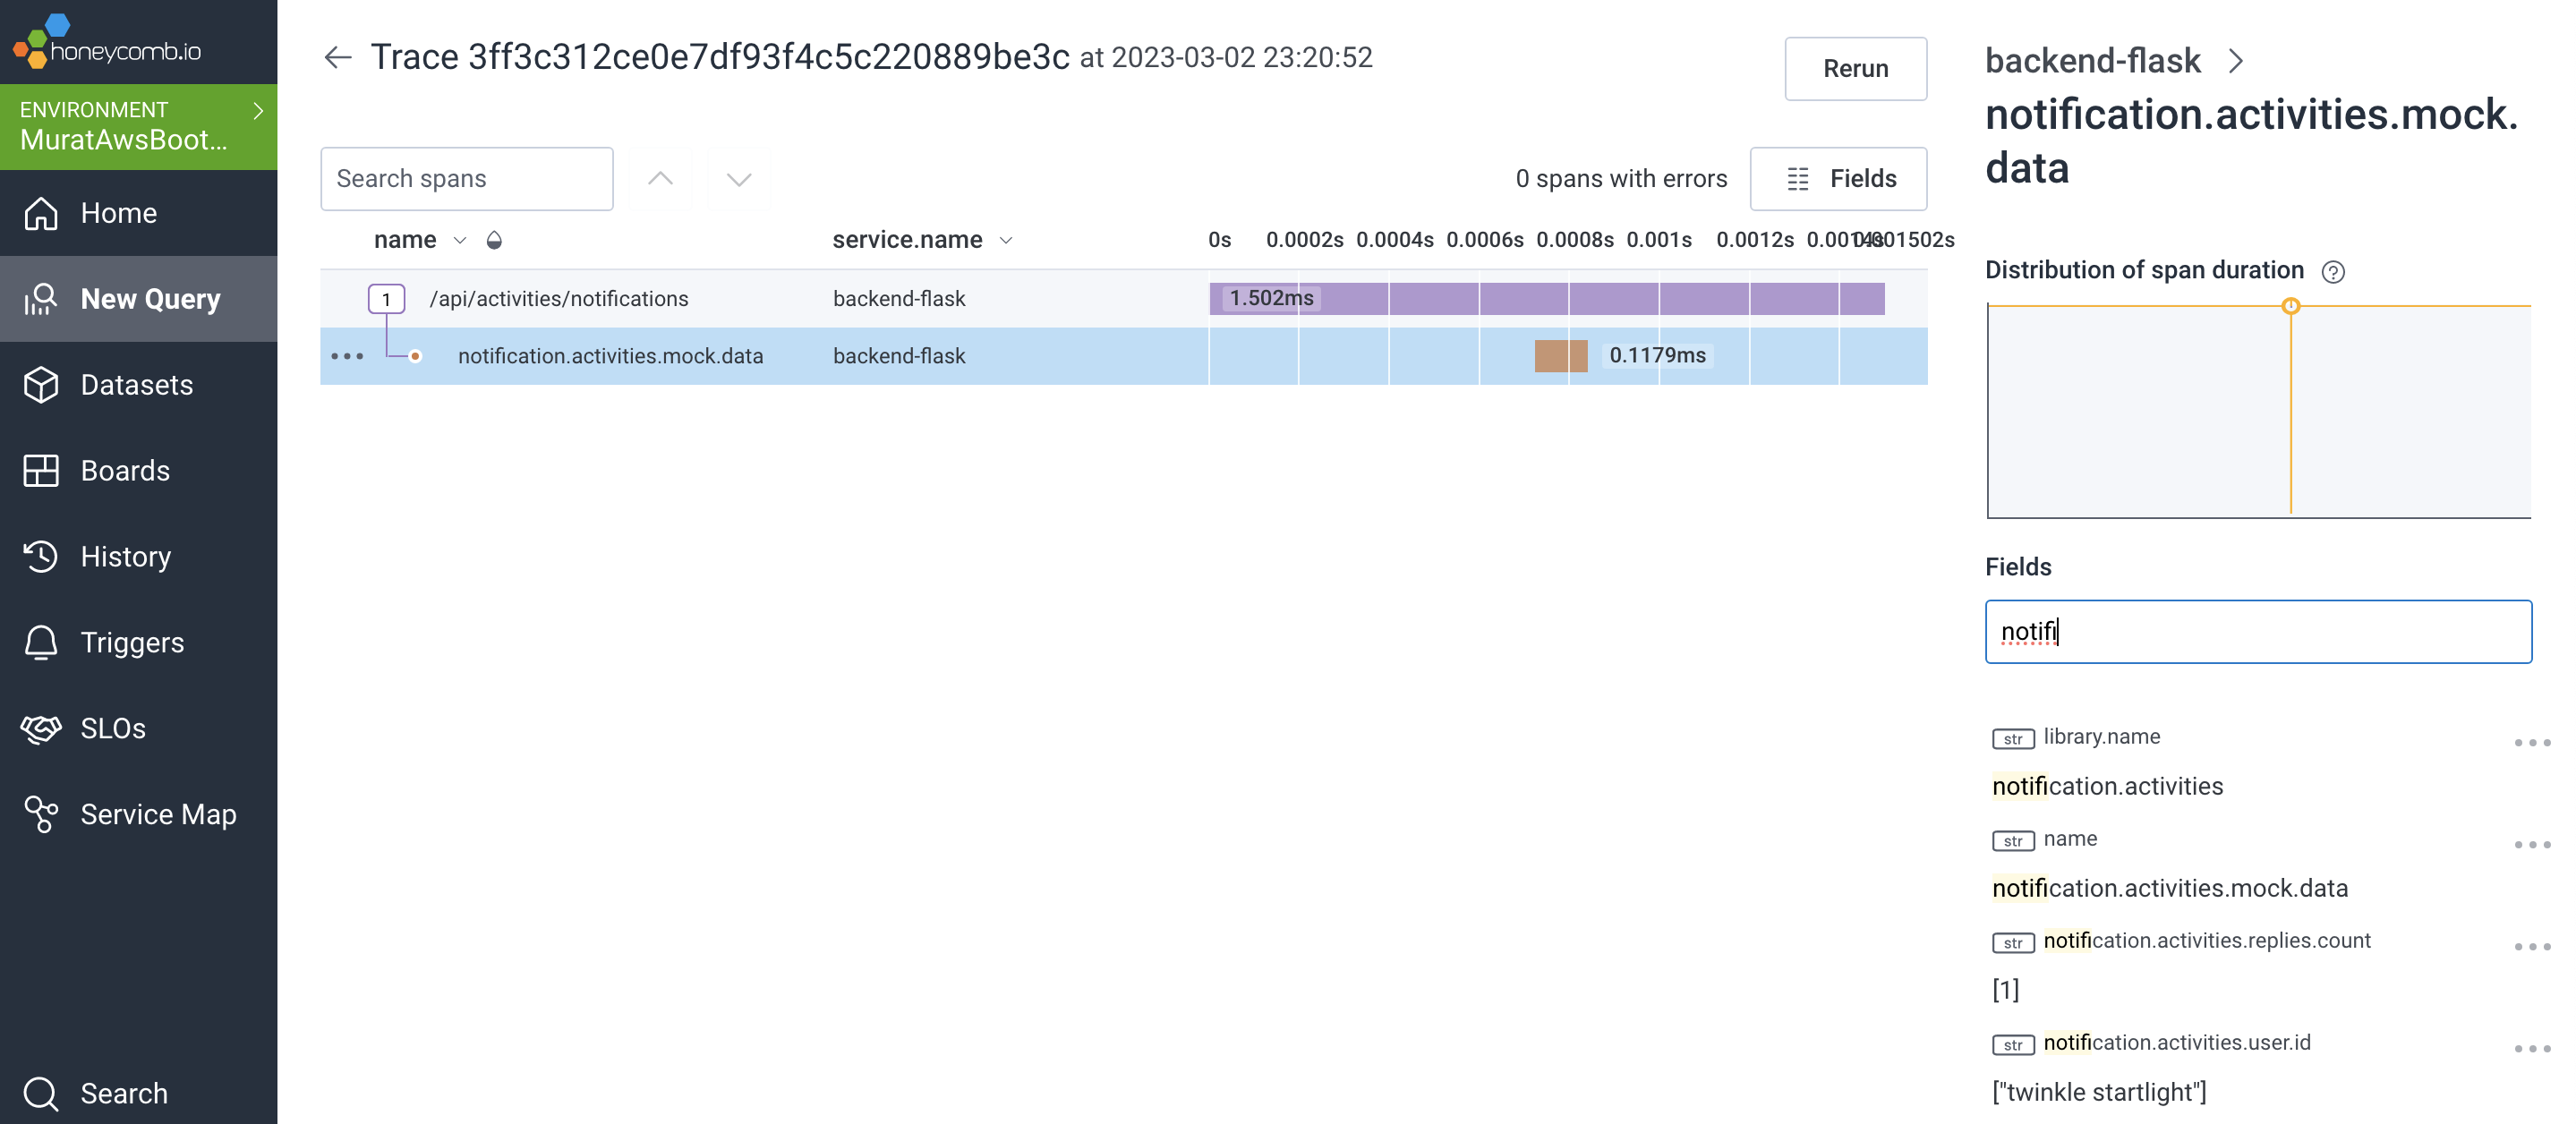 honeycomb.io
ENVIRONMENT
MuratAwsBoot...
Home
New Query
Datasets
Boards
History
Triggers
SLOs
Service Map
Search
Trace 3ff3c312ce0e7df93f4c5c220889be3c at 2023-03-02 23:20:52
Rerun
Search spans
0 spans with errors
Fields
name service.name 0s 0.0002s 0.0004s 0.0006s 0.0008s 0.001s 0.0012s 0.0014s 0.001502s
1 /api/activities/notifications backend-flask 1.502ms
notification.activities.mock.data backend-flask 0.1179ms
backend-flask
notification.activities.mock.
data
Distribution of span duration ?
Fields
notifi
str library.name
notification.activities
str name
notification.activities.mock.data
str notification.activities.replies.count
[1]
str notification.activities.user.id
["twinkle startlight"]